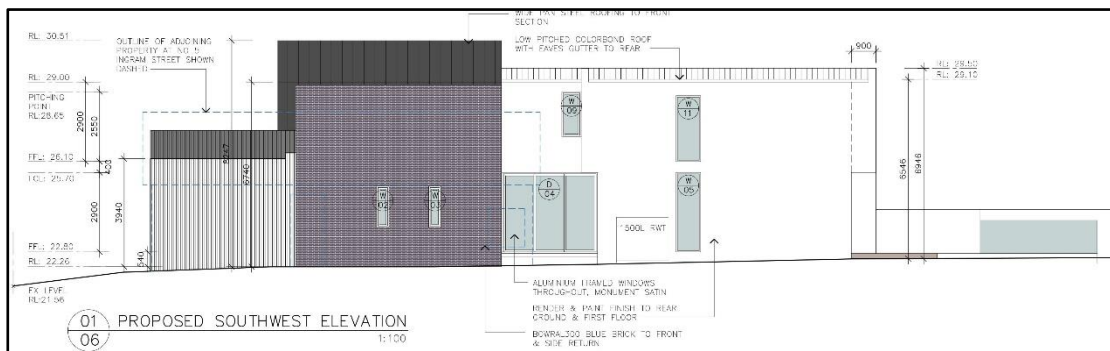 WIDE PAN STEEL ROOFING TO FRONT
SECTION
RL: 30.51
OUTLINE OF ADJOINING
PROPERTY AT NO 5
INGRAM STREET SHOWN
DASHED
LOW PITCHED COLORBOND ROOF
WITH EAVES GUTTER TO REAR
900
RL: 29.00
RL: 29.10
PITCHING
POINT
RL:28.65
2900
2550
W
09
W
11
FFL: 26.10
400
FCL: 25.70
6740
6546
6946
2900
3940
W
02
W
03
D
04
W
05
1500L RWT
FFL: 22.80
540
RL: 22.26
EX LEVEL
RL:21.56
ALUMINIUM FRAMED WINDOWS
THROUGHOUT, MONUMENT SATIN
RENDER & PAINT FINISH TO REAR
GROUND & FIRST FLOOR
BOWRAL300 BLUE BRICK TO FRONT
& SIDE RETURN
01
06
PROPOSED SOUTHWEST ELEVATION
1:100